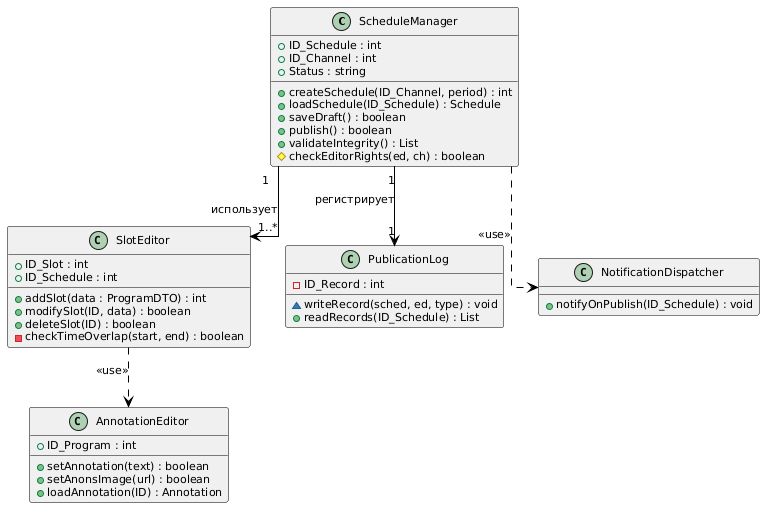 C ScheduleManager
ID_Schedule : int
ID_Channel : int
Status : string
createSchedule(ID_Channel, period) : int
loadSchedule(ID_Schedule) : Schedule
saveDraft() : boolean
publish() : boolean
validateIntegrity() : List
checkEditorRights(ed, ch) : boolean
1
использует
1..*
1
регистрирует
1
«use»
C SlotEditor
ID_Slot : int
ID_Schedule : int
addSlot(data : ProgramDTO) : int
modifySlot(ID, data) : boolean
deleteSlot(ID) : boolean
checkTimeOverlap(start, end) : boolean
C PublicationLog
ID_Record : int
writeRecord(sched, ed, type) : void
readRecords(ID_Schedule) : List
C NotificationDispatcher
notifyOnPublish(ID_Schedule) : void
«use»
C AnnotationEditor
ID_Program : int
setAnnotation(text) : boolean
setAnonsImage(url) : boolean
loadAnnotation(ID) : Annotation